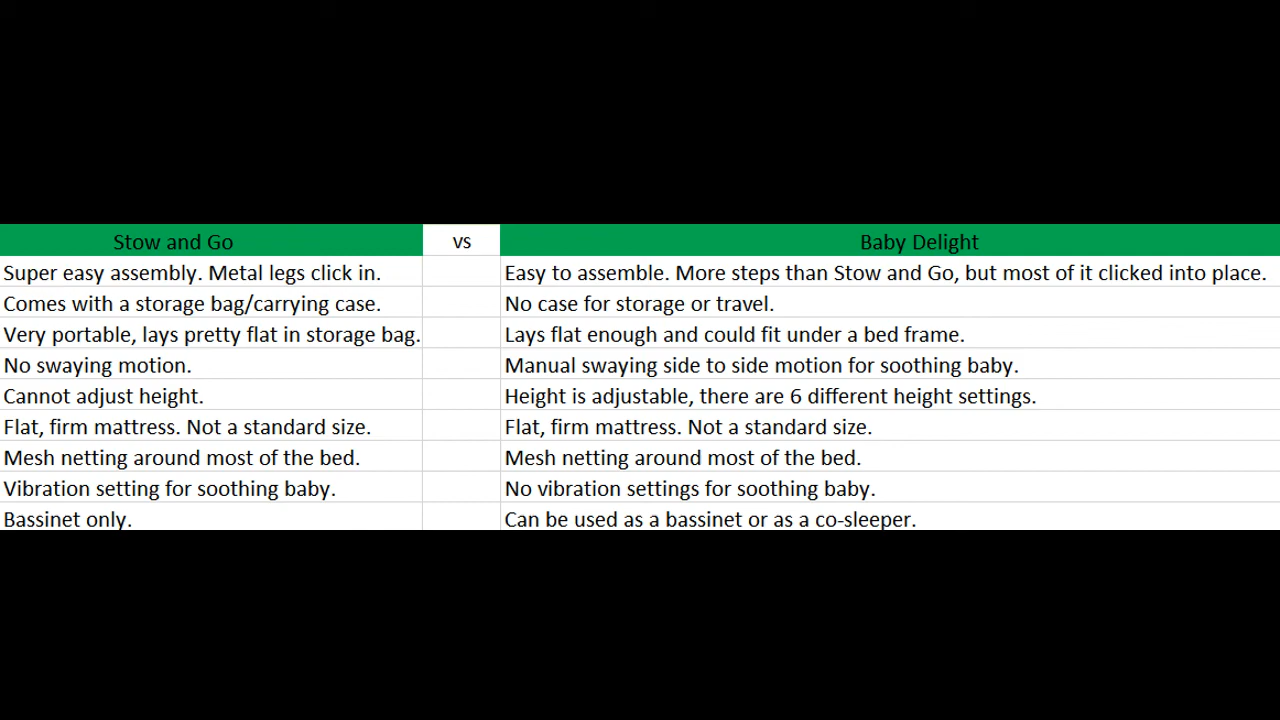 Stow and Go vs Baby Delight
Super easy assembly. Metal legs click in. Easy to assemble. More steps than Stow and Go, but most of it clicked into place.
Comes with a storage bag/carrying case. No case for storage or travel.
Very portable, lays pretty flat in storage bag. Lays flat enough and could fit under a bed frame.
No swaying motion. Manual swaying side to side motion for soothing baby.
Cannot adjust height. Height is adjustable, there are 6 different height settings.
Flat, firm mattress. Not a standard size. Flat, firm mattress. Not a standard size.
Mesh netting around most of the bed. Mesh netting around most of the bed.
Vibration setting for soothing baby. No vibration settings for soothing baby.
Bassinet only. Can be used as a bassinet or as a co-sleeper.